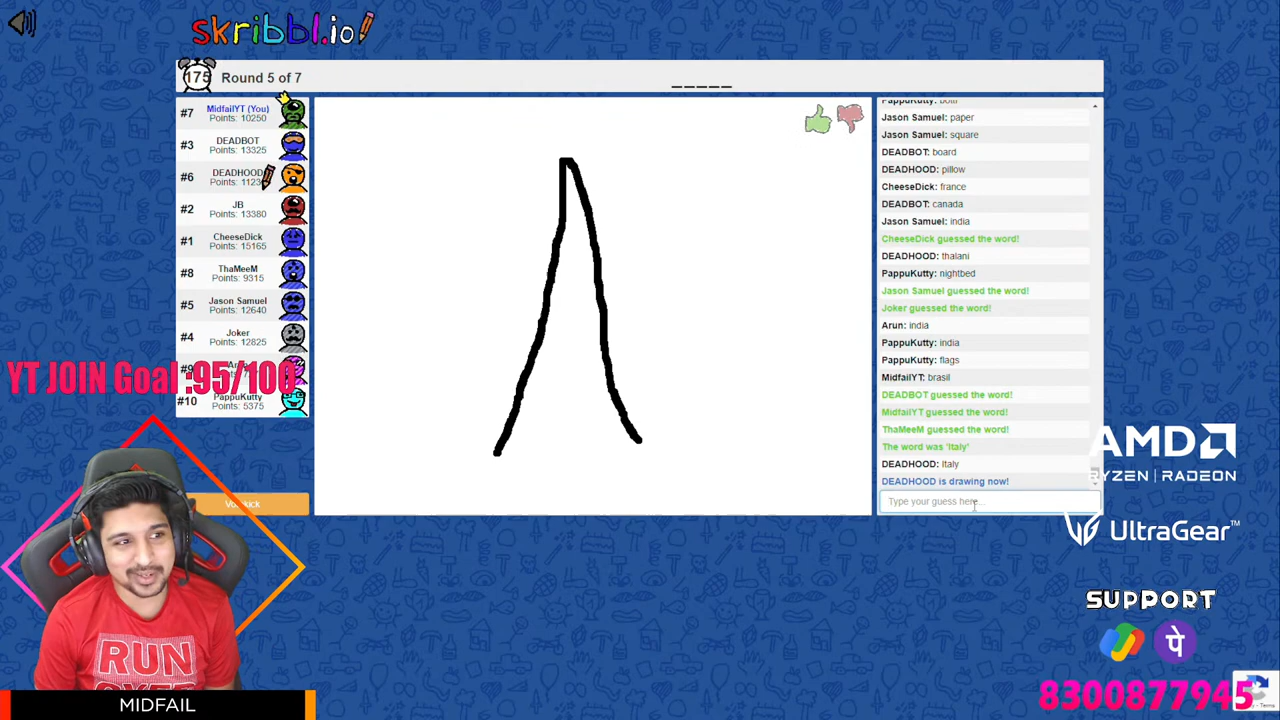 skribbl.io
175 Round 5 of 7
_____
#7 MidfailYT (You)
Points: 10250
#3 DEADBOT
Points: 13325
#6 DEADHOOD
#2 JB
Points: 13380
#1 CheeseDick
Points: 15165
#8 ThaMeeM
Points: 9315
#5 Jason Samuel
Points: 12640
#4 Joker
Points: 12825
YT JOIN Goal :95/100
#10 PappuKutty
Points: 5375
Jason Samuel: paper
Jason Samuel: square
DEADBOT: board
DEADHOOD: pillow
CheeseDick: france
DEADBOT: canada
Jason Samuel: india
CheeseDick guessed the word!
DEADHOOD: thalani
PappuKutty: nightbed
Jason Samuel guessed the word!
Joker guessed the word!
Arun: india
PappuKutty: india
PappuKutty: flags
MidfailYT: brasil
DEADBOT guessed the word!
MidfailYT guessed the word!
ThaMeeM guessed the word!
The word was 'Italy'
DEADHOOD: Italy
DEADHOOD is drawing now!
Type your guess here...
AMD
RYZEN | RADEON
UltraGear™
SUPPORT
पे
8300877945
RUN
MIDFAIL